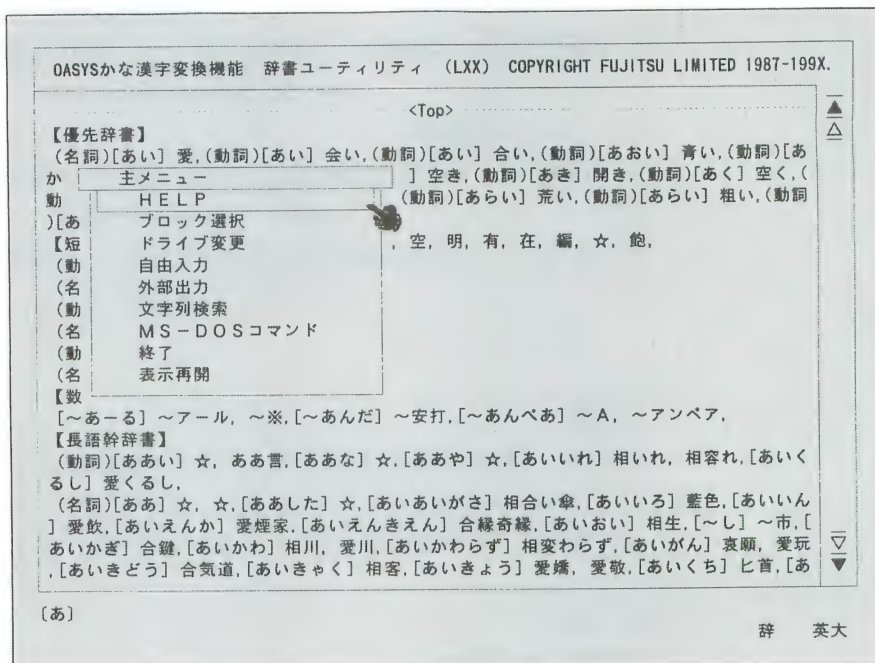 OASYSかな漢字変換機能 辞書ユーティリティ (LXX) COPYRIGHT FUJITSU LIMITED 1987-199X.
<Top>
【優先辞書】
(名詞)[あい] 愛,(動詞)[あい] 会い,(動詞)[あい] 合い,(動詞)[あおい] 青い,(動詞)[あ
か 主メニュー ] 空き,(動詞)[あき] 開き,(動詞)[あく] 空く,(
動 HELP (動詞)[あらい] 荒い,(動詞)[あらい] 粗い,(動詞
)[あ ブロック選択
【短 ドライブ変更 , 空, 明, 有, 在, 編, ☆, 飽,
(動 自由入力
(名 外部出力
(動 文字列検索
(名 MS-DOSコマンド
(動 終了
(名 表示再開
【数
[~あーる] ~アール, ~※,[~あんだ] ~安打,[~あんぺあ] ~A, ~アンペア,
【長語幹辞書】
(動詞)[ああい] ☆, ああ言,[ああな] ☆,[ああや] ☆,[あいいれ] 相いれ, 相容れ,[あいく
るし] 愛くるし,
(名詞)[ああ] ☆, ☆,[ああした] ☆,[あいあいがさ] 相合い傘,[あいいろ] 藍色,[あいいん
] 愛飲,[あいえんか] 愛煙家,[あいえんきえん] 合縁奇縁,[あいおい] 相生,[~し] ~市,[
あいかぎ] 合鍵,[あいかわ] 相川, 愛川,[あいかわらず] 相変わらず,[あいがん] 哀願, 愛玩
,[あいきどう] 合気道,[あいきゃく] 相客,[あいきょう] 愛嬌, 愛敬,[あいくち] 匕首,[あ
[あ]
辞 英大